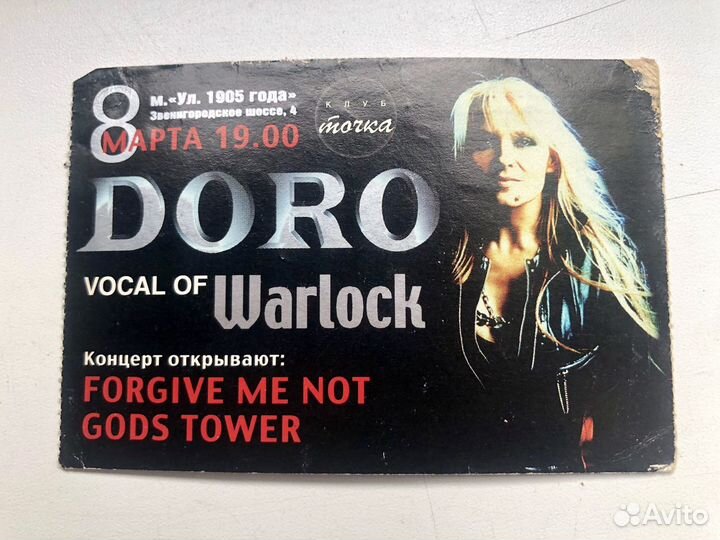 8
м.«Ул. 1905 года»
Звенигородское шоссе, 4
МАРТА 19.00
КЛУБ
точка
DORO
VOCAL OF Warlock
Концерт открывают:
FORGIVE ME NOT
GODS TOWER
Avito